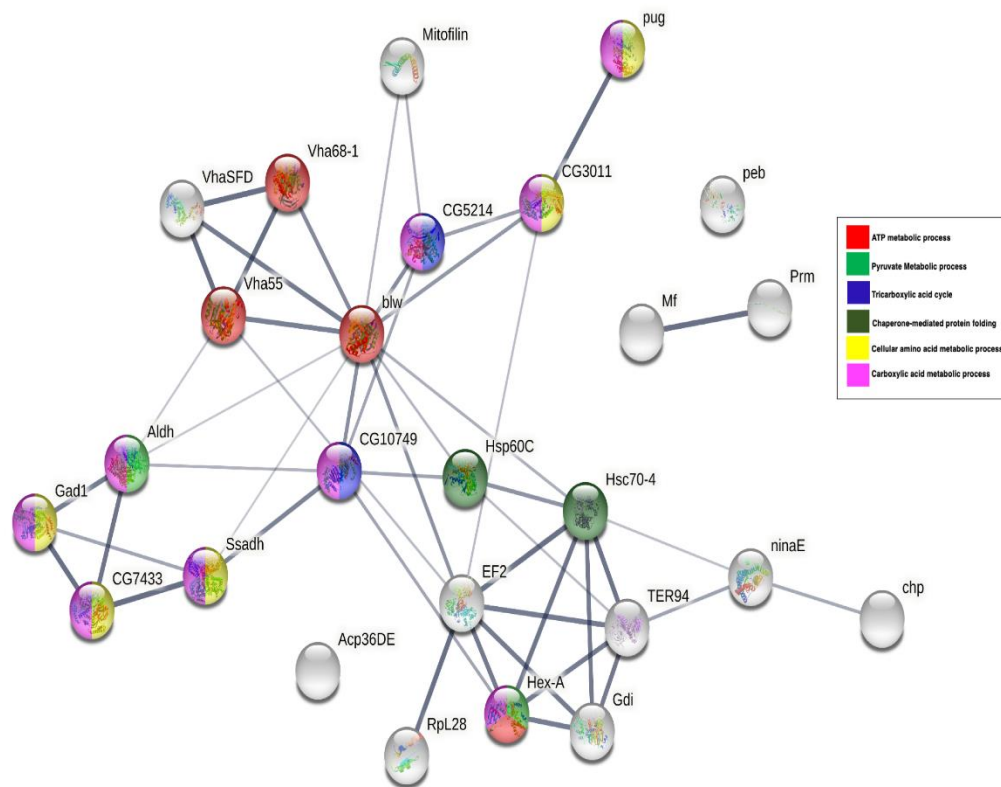 pug
Mitofilin
Vha68-1
VhaSFD
CG3011
peb
CG5214
ATP metabolic process
Pyruvate Metabolic process
Tricarboxylic acid cycle
Chaperone-mediated protein folding
Cellular amino acid metabolic process
Carboxylic acid metabolic process
Vha55
blw
Mf
Prm
Aldh
CG10749
Hsp60C
Hsc70-4
Gad1
Ssadh
CG7433
EF2
TER94
ninaE
chp
Acp36DE
Hex-A
Gdi
RpL28